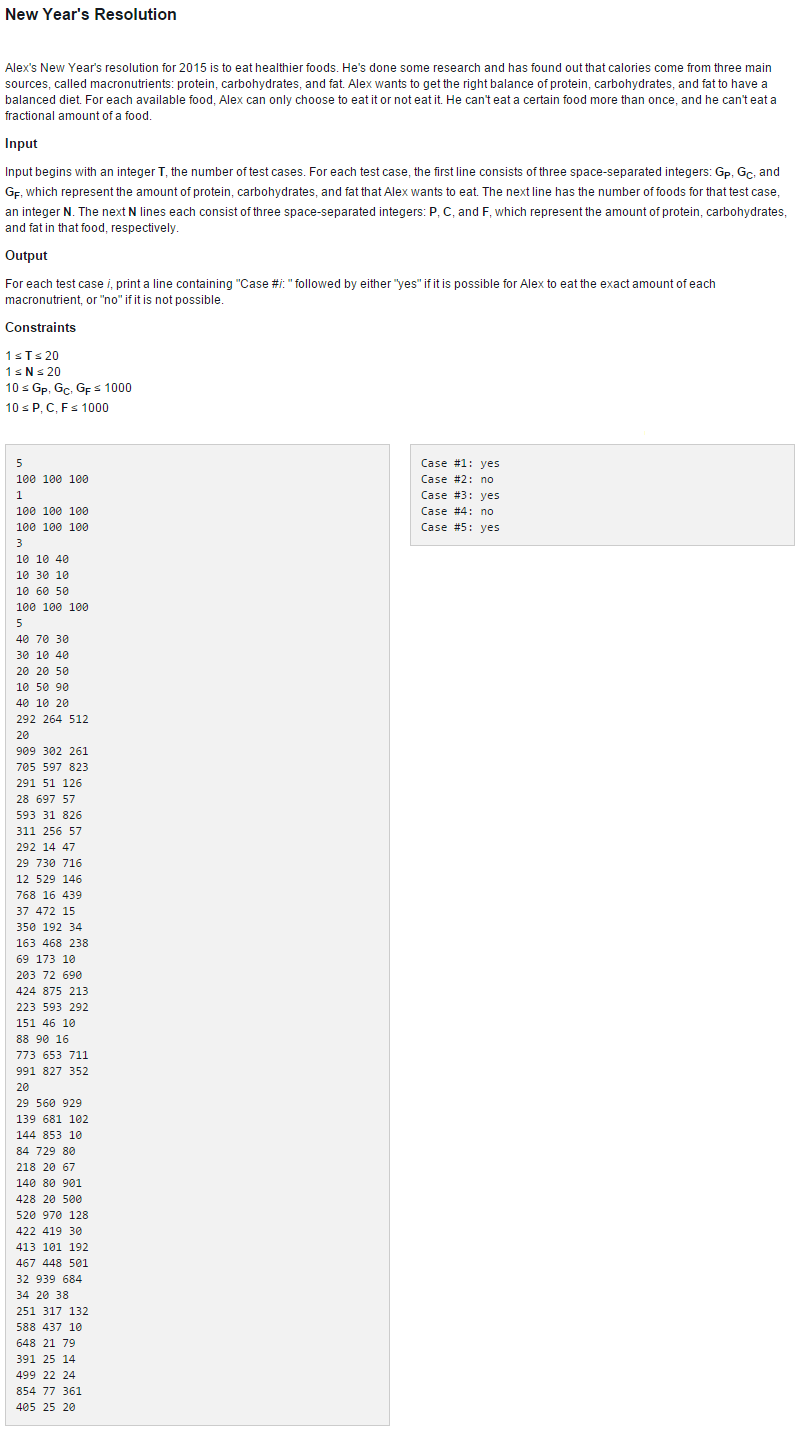 New Year's Resolution
Alex's New Year's resolution for 2015 is to eat healthier foods. He's done some research and has found out that calories come from three main
sources, called macronutrients: protein, carbohydrates, and fat. Alex wants to get the right balance of protein, carbohydrates, and fat to have a
balanced diet. For each available food, Alex can only choose to eat it or not eat it. He can't eat a certain food more than once, and he can't eat a
fractional amount of a food.
Input
Input begins with an integer T, the number of test cases. For each test case, the first line consists of three space-separated integers: GP, GC, and
GF, which represent the amount of protein, carbohydrates, and fat that Alex wants to eat. The next line has the number of foods for that test case,
an integer N. The next N lines each consist of three space-separated integers: P, C, and F, which represent the amount of protein, carbohydrates,
and fat in that food, respectively.
Output
For each test case i, print a line containing "Case #i: " followed by either "yes" if it is possible for Alex to eat the exact amount of each
macronutrient, or "no" if it is not possible.
Constraints
1 ≤ T ≤ 20
1 ≤ N ≤ 20
10 ≤ GP, GC, GF ≤ 1000
10 ≤ P, C, F ≤ 1000
5
100 100 100
1
100 100 100
100 100 100
3
10 10 40
10 30 10
10 60 50
100 100 100
5
40 70 30
30 10 40
20 20 50
10 50 90
40 10 20
292 264 512
20
909 302 261
705 597 823
291 51 126
28 697 57
593 31 826
311 256 57
292 14 47
29 730 716
12 529 146
768 16 439
37 472 15
350 192 34
163 468 238
69 173 10
203 72 690
424 875 213
223 593 292
151 46 10
88 90 16
773 653 711
991 827 352
20
29 560 929
139 681 102
144 853 10
84 729 80
218 20 67
140 80 901
428 20 500
520 970 128
422 419 30
413 101 192
467 448 501
32 939 684
34 20 38
251 317 132
588 437 10
648 21 79
391 25 14
499 22 24
854 77 361
405 25 20
Case #1: yes
Case #2: no
Case #3: yes
Case #4: no
Case #5: yes